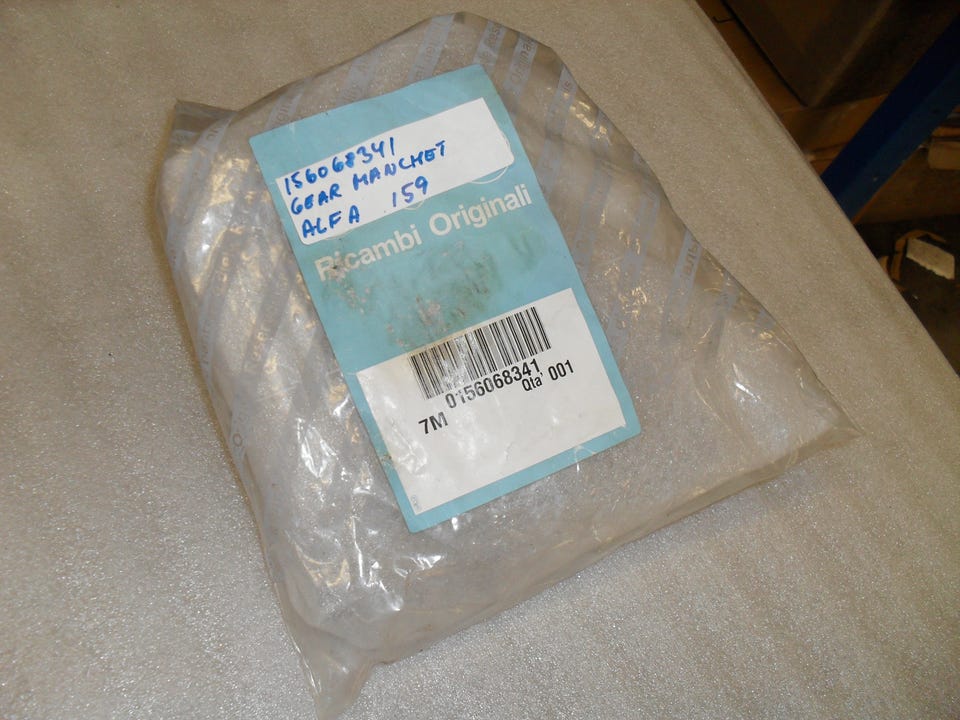 156068341
GEAR MANCHET
ALFA 159
Ricambi Originali
0156068341
7M Qta' 001